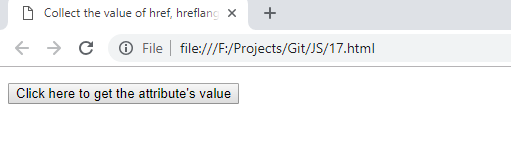 Collect the value of href, hreflang
File file:///F:/Projects/Git/JS/17.html
Click here to get the attribute's value